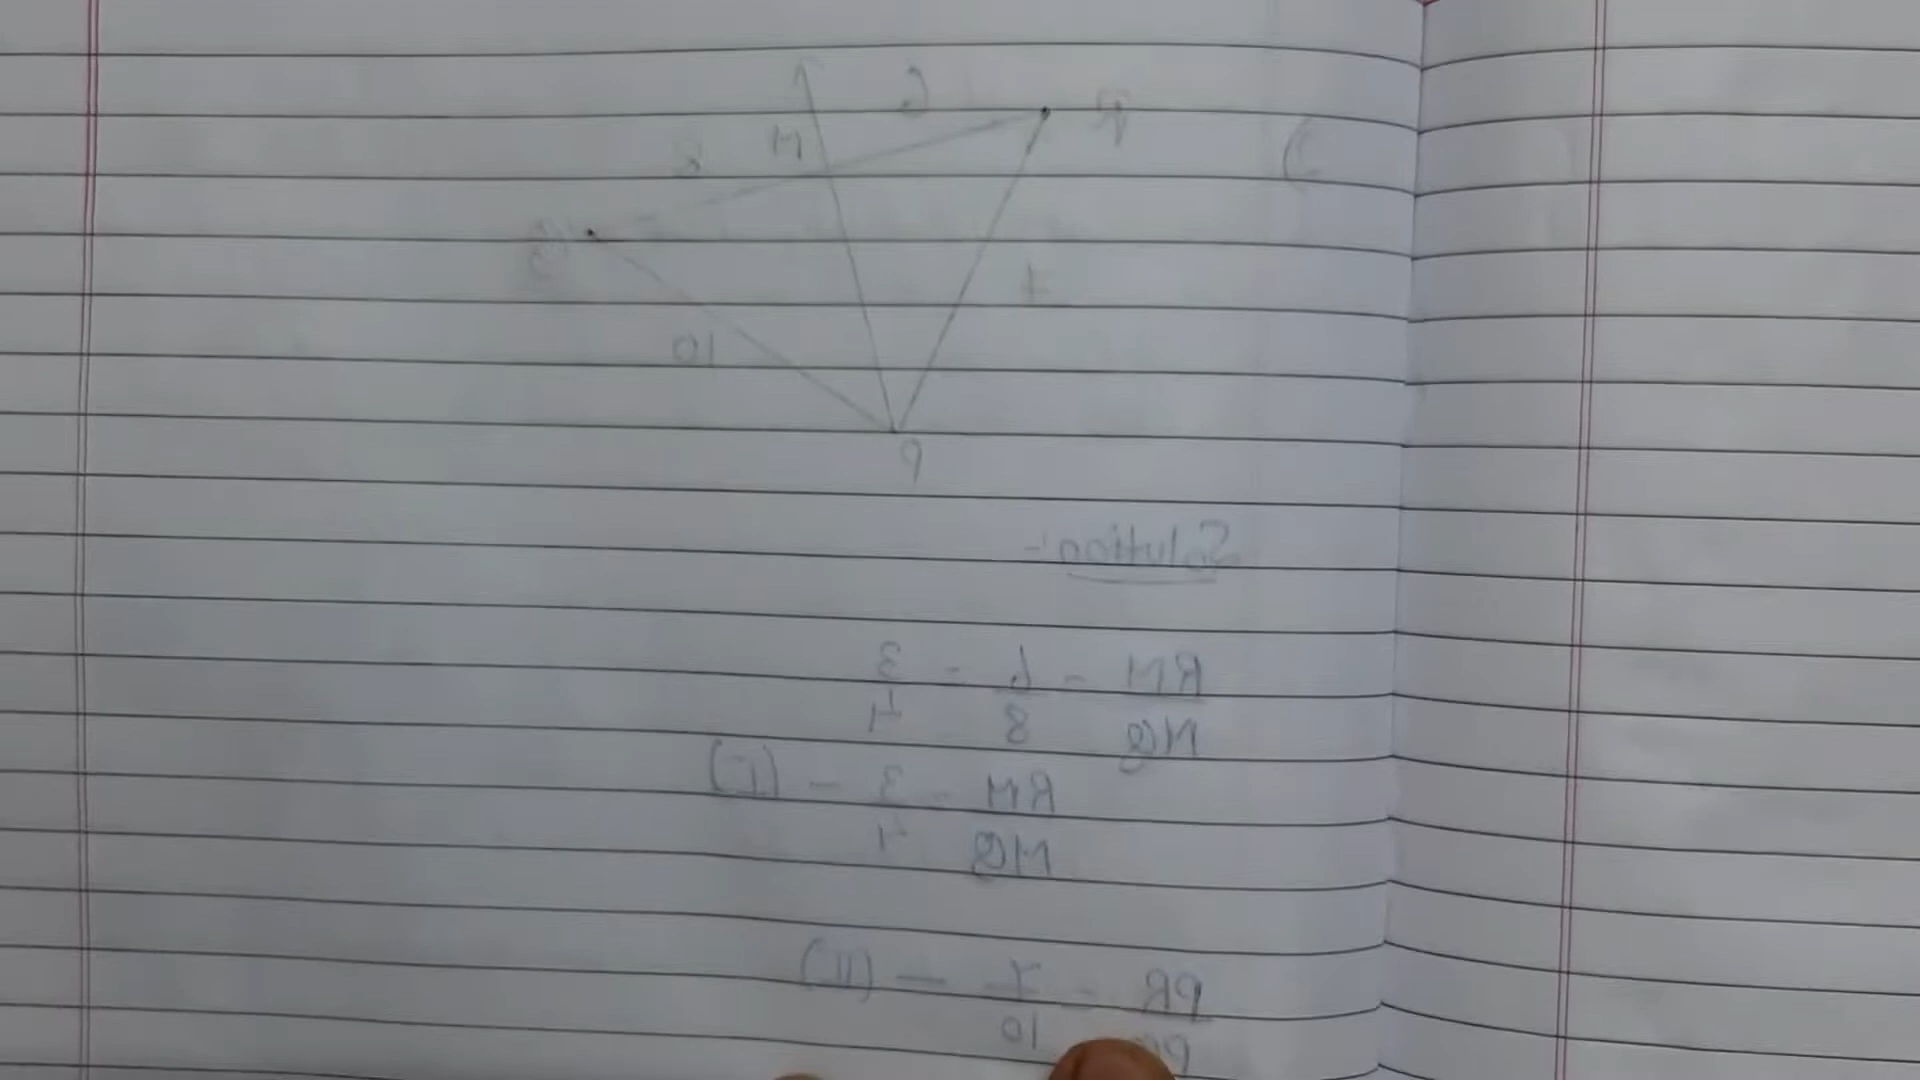 R
6
M
8
Q
7
10
P
Solution :-
RM = 6 = 3
MQ 8 4
RM = 3 - (I)
MQ 4
PR = 7 - (II)
10